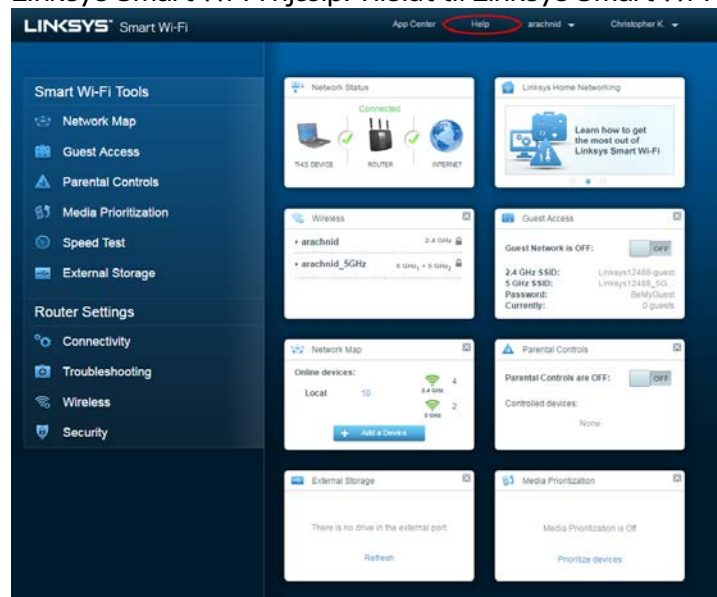 LINKSYS™ Smart Wi-Fi
App Center Help arachnid Christopher K.
Smart Wi-Fi Tools
Network Map
Guest Access
Parental Controls
Media Prioritization
Speed Test
External Storage
Router Settings
Connectivity
Troubleshooting
Wireless
Security
Network Status
Connected
THIS DEVICE ROUTER INTERNET
Linksys Home Networking
Learn how to get
the most out of
Linksys Smart Wi-Fi
Wireless
arachnid 2.4 GHz
arachnid_5GHz 5 GHz1 + 5 GHz2
Guest Access
Guest Network is OFF: OFF
2.4 GHz SSID: Linksys12488-guest
5 GHz SSID: Linksys12488_5G...
Password: BeMyGuest
Currently: 0 guests
Network Map
Online devices:
Local 10
2.4 GHz 4
5 GHz 2
+ Add a Device
Parental Controls
Parental Controls are OFF: OFF
Controlled devices:
None
External Storage
There is no drive in the external port.
Refresh
Media Prioritization
Media Prioritization is Off
Prioritize devices